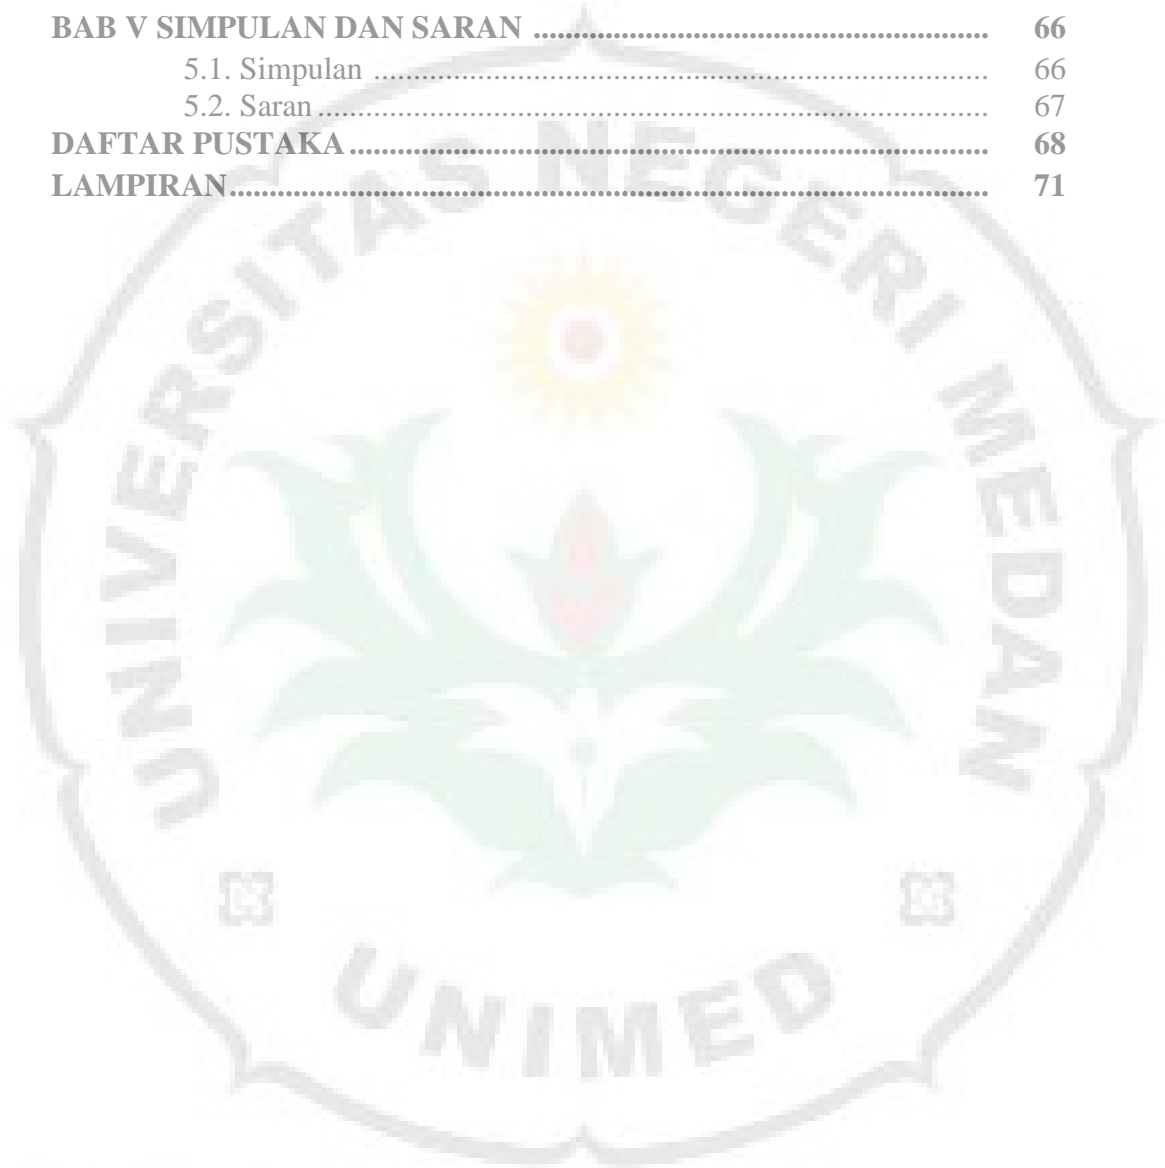 BAB V SIMPULAN DAN SARAN ........................................................ 66
5.1. Simpulan ............................................................................ 66
5.2. Saran ................................................................................... 67
DAFTAR PUSTAKA ............................................................................... 68
LAMPIRAN .............................................................................................. 71
UNIVERSITAS NEGERI MEDAN
UNIMED